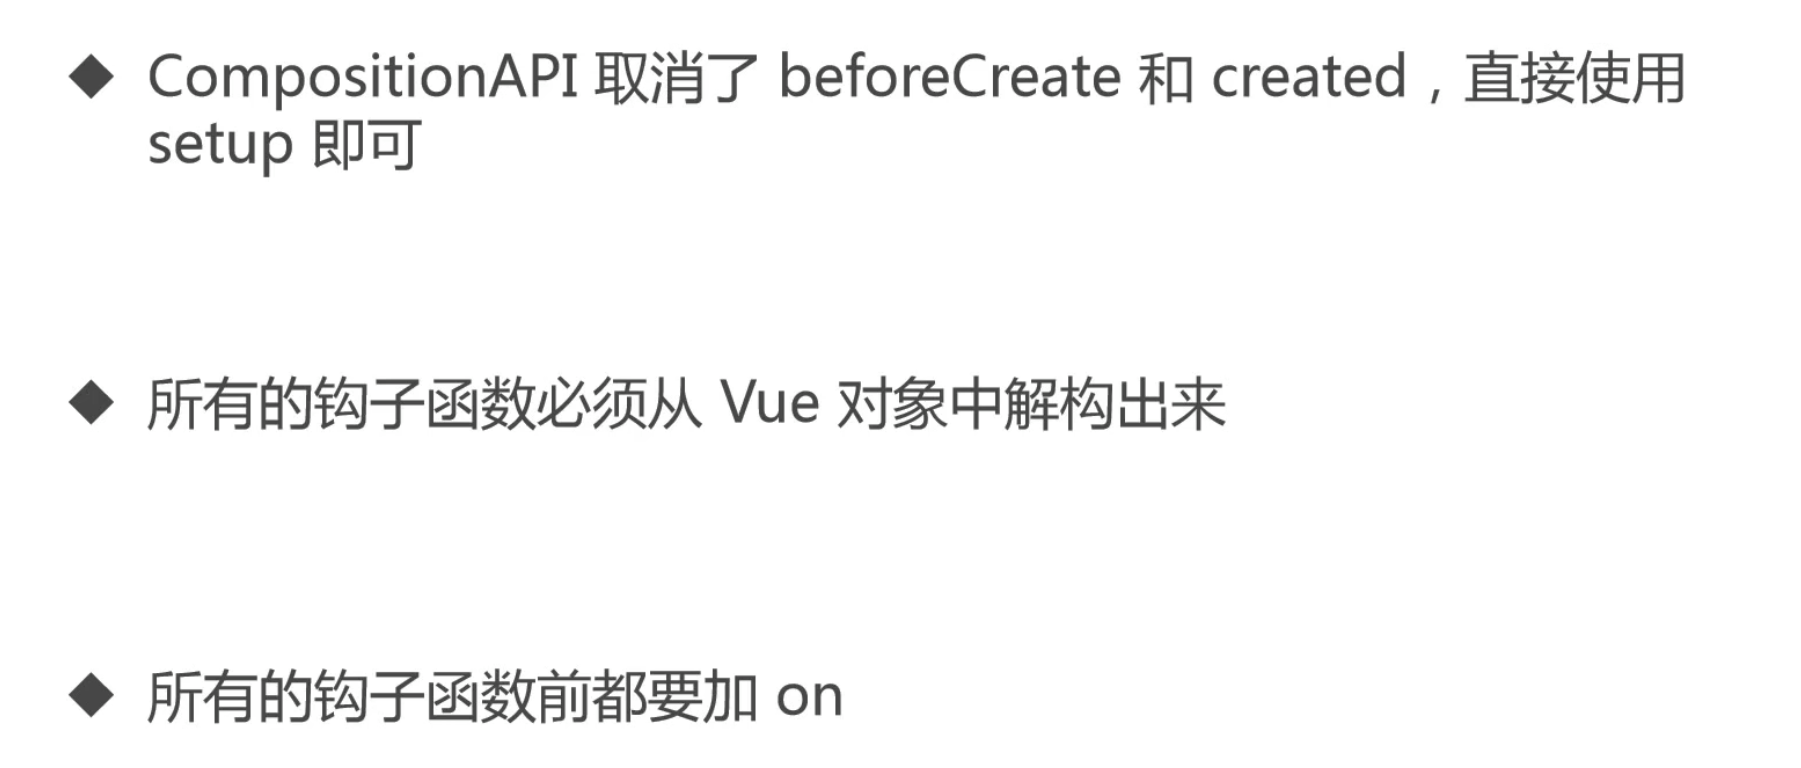 ◆ CompositionAPI 取消了 beforeCreate 和 created，直接使用
setup 即可
◆ 所有的钩子函数必须从 Vue 对象中解构出来
◆ 所有的钩子函数前都要加 on